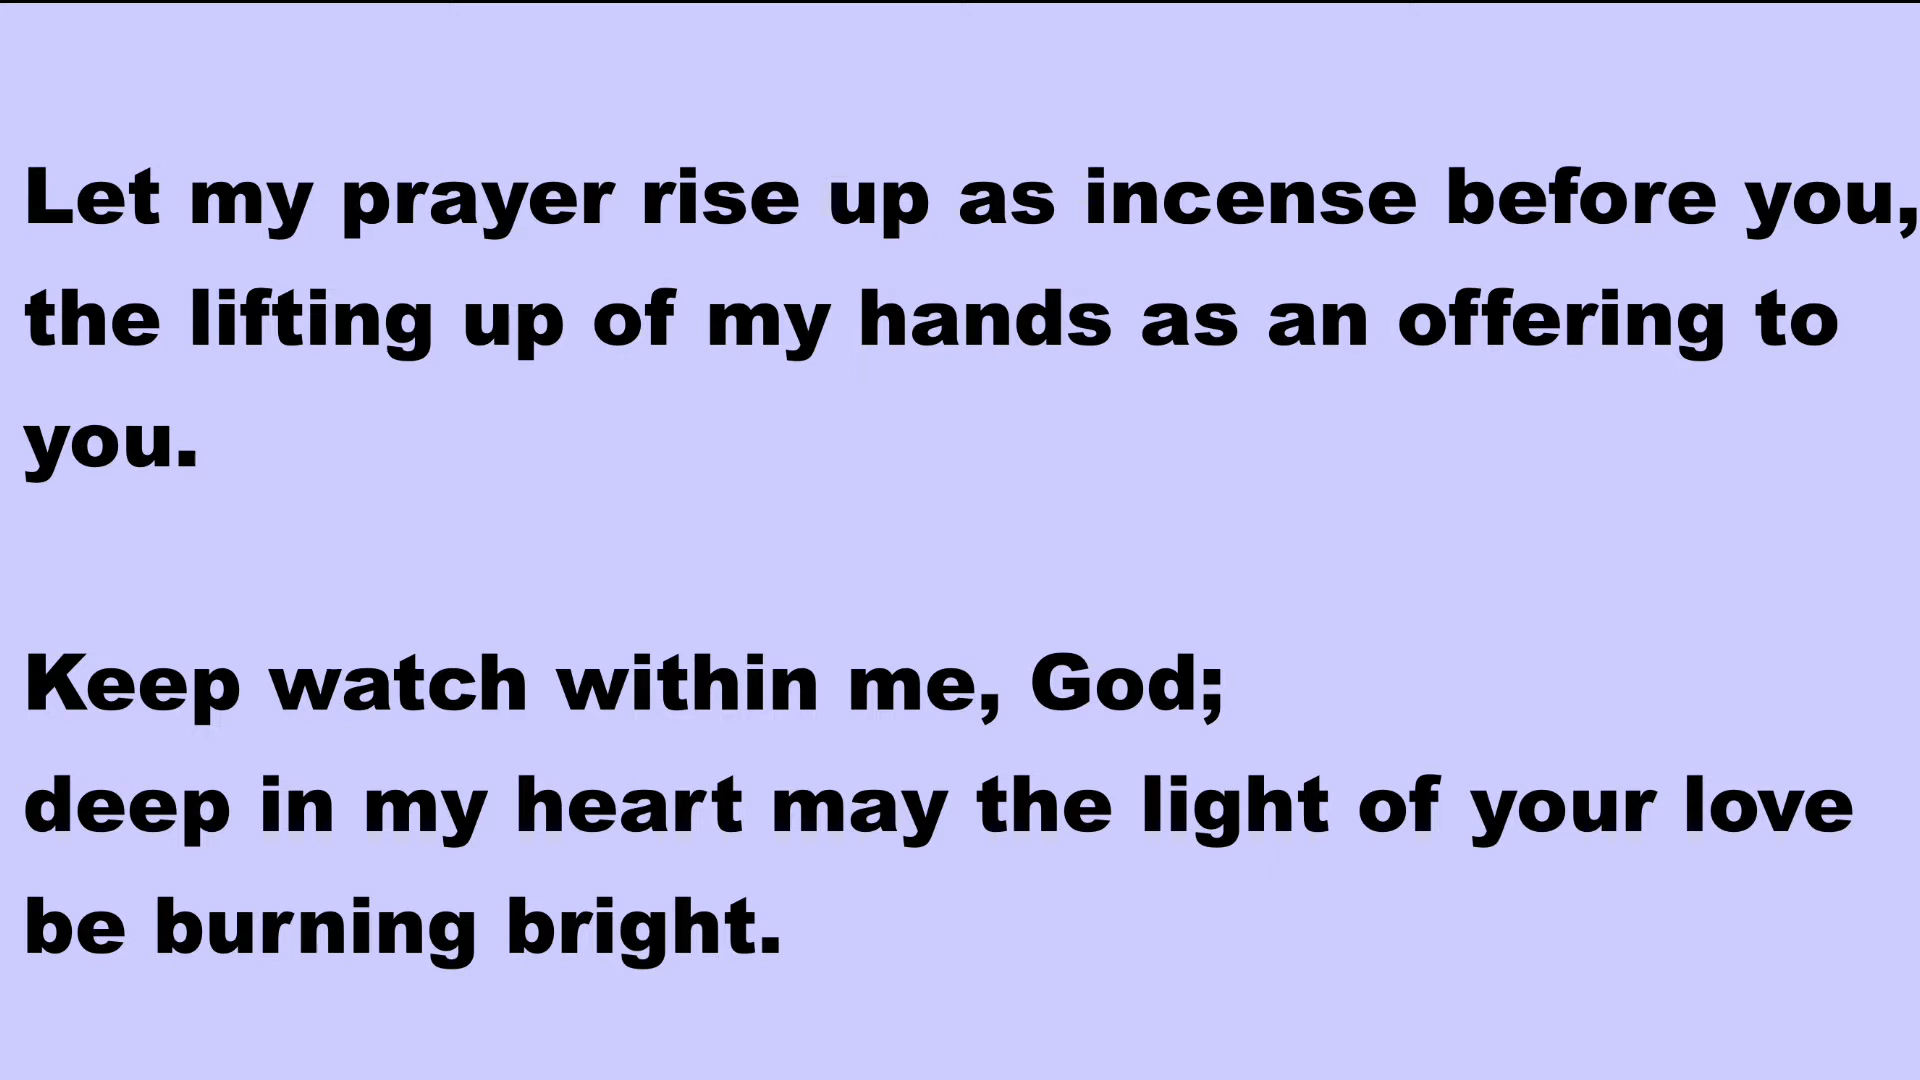 Let my prayer rise up as incense before you,
the lifting up of my hands as an offering to
you.
Keep watch within me, God;
deep in my heart may the light of your love
be burning bright.